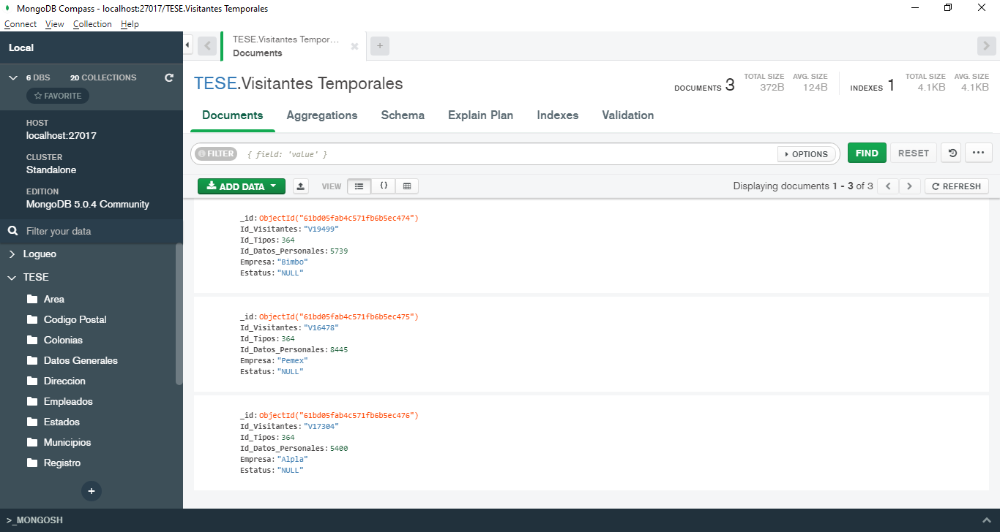 MongoDB Compass - localhost:27017/TESE.Visitantes Temporales
Connect View Collection Help
Local
6 DBS 20 COLLECTIONS
FAVORITE
HOST
localhost:27017
CLUSTER
Standalone
EDITION
MongoDB 5.0.4 Community
Filter your data
Logueo
TESE
Area
Codigo Postal
Colonias
Datos Generales
Direccion
Empleados
Estados
Municipios
Registro
+
TESE.Visitantes Tempor...
Documents
+
TESE.Visitantes Temporales
DOCUMENTS 3 TOTAL SIZE 372B AVG. SIZE 124B INDEXES 1 TOTAL SIZE 4.1KB AVG. SIZE 4.1KB
Documents Aggregations Schema Explain Plan Indexes Validation
FILTER { field: 'value' } OPTIONS FIND RESET ...
ADD DATA VIEW {} Displaying documents 1 - 3 of 3 < > REFRESH
_id: ObjectId("61bd05fab4c571fb6b5ec474")
Id_Visitantes: "V19499"
Id_Tipos: 364
Id_Datos_Personales: 5739
Empresa: "Bimbo"
Estatus: "NULL"
_id: ObjectId("61bd05fab4c571fb6b5ec475")
Id_Visitantes: "V16478"
Id_Tipos: 364
Id_Datos_Personales: 8445
Empresa: "Pemex"
Estatus: "NULL"
_id: ObjectId("61bd05fab4c571fb6b5ec476")
Id_Visitantes: "V17304"
Id_Tipos: 364
Id_Datos_Personales: 5400
Empresa: "Alpla"
Estatus: "NULL"
>_MONGOSH